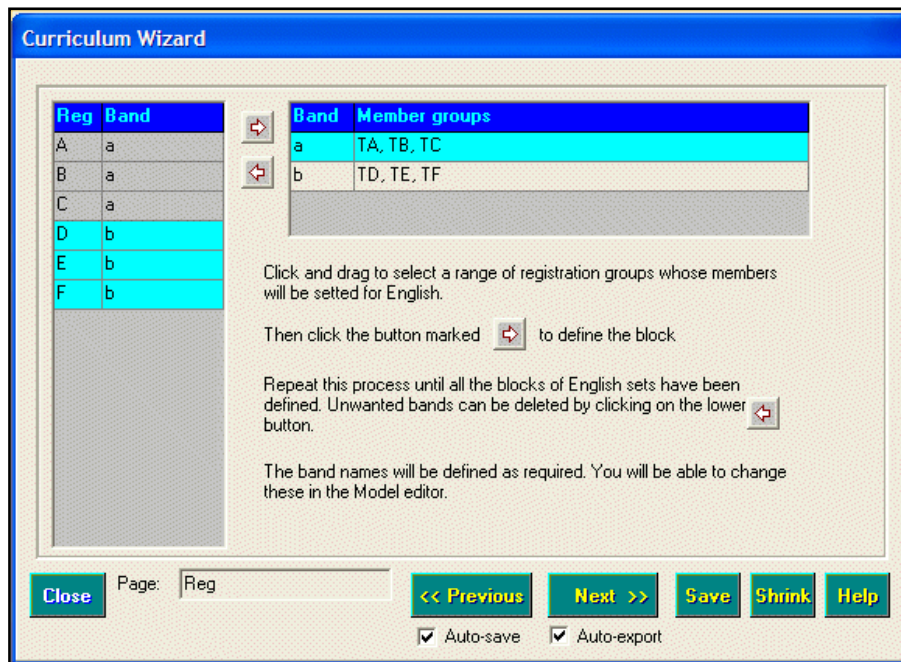 Curriculum Wizard
Reg Band
A a
B a
C a
D b
E b
F b
Band Member groups
a TA, TB, TC
b TD, TE, TF
Click and drag to select a range of registration groups whose members
will be setted for English.
Then click the button marked to define the block
Repeat this process until all the blocks of English sets have been
defined. Unwanted bands can be deleted by clicking on the lower
button.
The band names will be defined as required. You will be able to change
these in the Model editor.
Close Page: Reg << Previous Next >> Save Shrink Help
Auto-save Auto-export